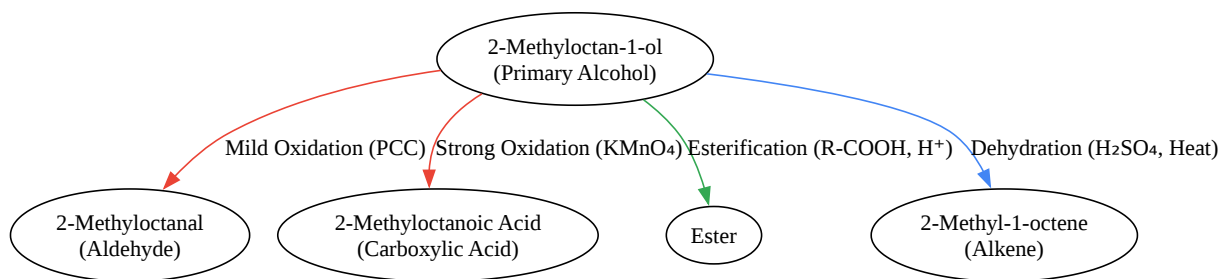 2-Methyloctan-1-ol
(Primary Alcohol)
Mild Oxidation (PCC)
Strong Oxidation (KMnO₄)
Esterification (R-COOH, H⁺)
Dehydration (H₂SO₄, Heat)
2-Methyloctanal
(Aldehyde)
2-Methyloctanoic Acid
(Carboxylic Acid)
Ester
2-Methyl-1-octene
(Alkene)